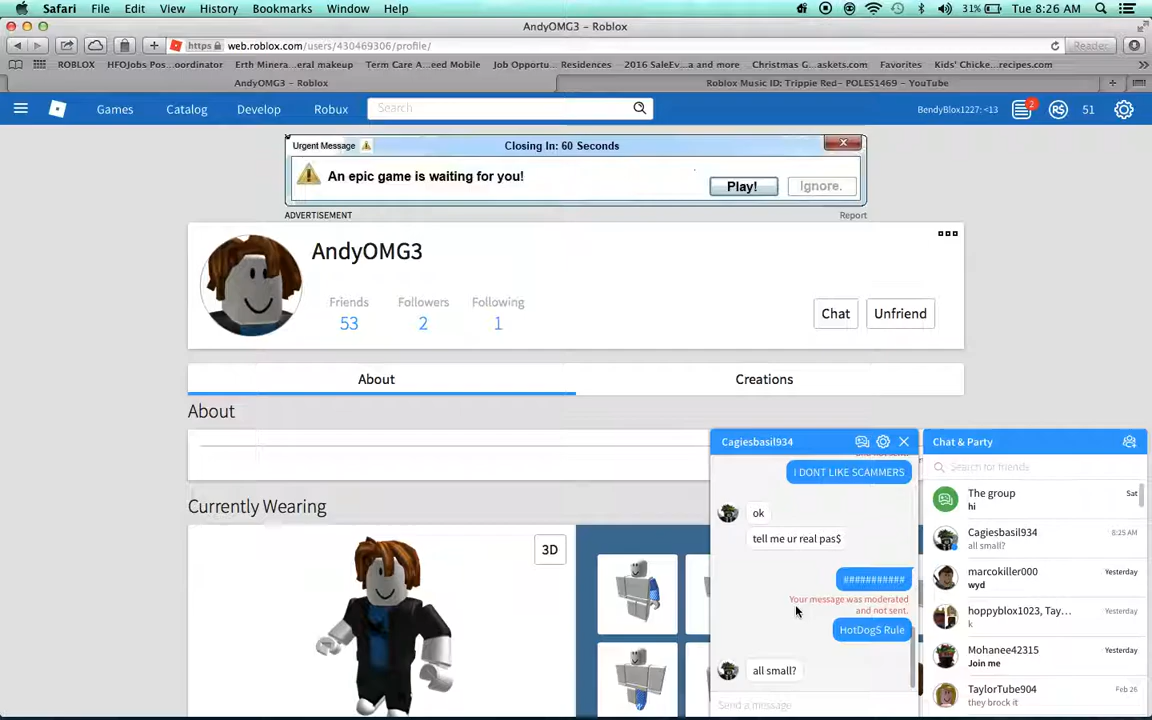 Safari File Edit View History Bookmarks Window Help 31% Tue 8:26 AM
AndyOMG3 – Roblox
https web.roblox.com/users/430469306/profile/ Reader
ROBLOX HFOJobs Pos...oordinator Erth Minera...eral makeup Term Care A...eed Mobile Job Opportu... Residences 2016 SaleEv...a and more Christmas G...askets.com Favorites Kids' Chicke...recipes.com
AndyOMG3 – Roblox Roblox Music ID; Trippie Red– POLES1469 – YouTube
Games Catalog Develop Robux Search BendyBlox1227: <13 2 RS 51
Urgent Message Closing In: 60 Seconds
An epic game is waiting for you! Play! Ignore.
ADVERTISEMENT Report
AndyOMG3
Friends Followers Following
53 2 1
Chat Unfriend
About Creations
About
Currently Wearing
3D
Cagiesbasil934
I DONT LIKE SCAMMERS
ok
tell me ur real pas$
###########
Your message was moderated
and not sent.
HotDogS Rule
all small?
Send a message
Chat & Party
Search for friends
The group Sat
hi
Cagiesbasil934 8:25 AM
all small?
marcokiller000 Yesterday
wyd
hoppyblox1023, Tay... Yesterday
k
Mohanee42315 Yesterday
Join me
TaylorTube904 Feb 26
they brock it